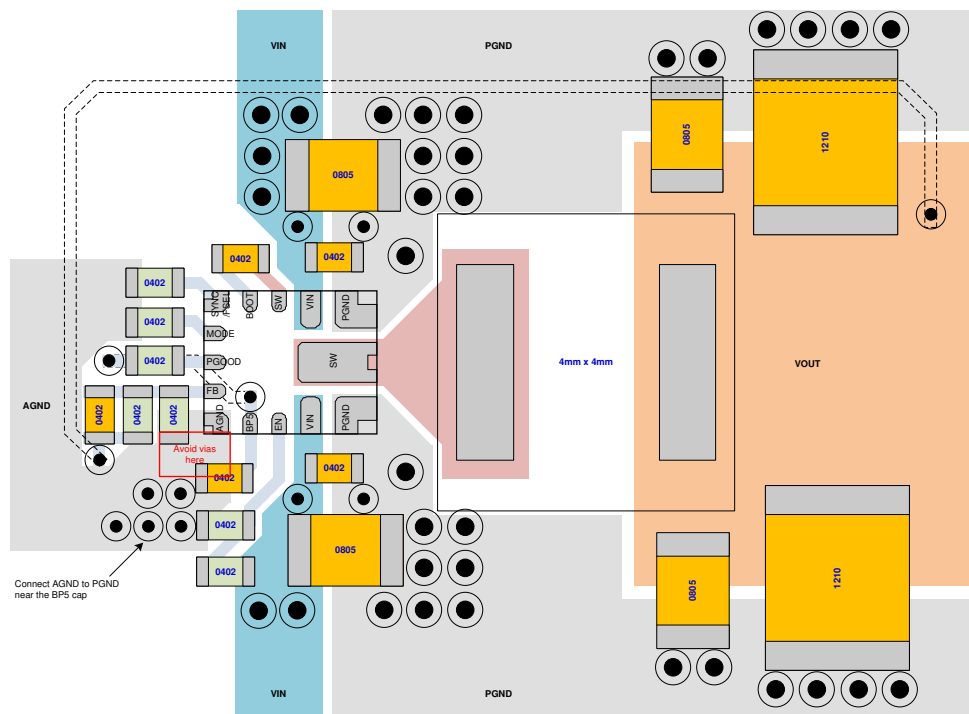 VIN
PGND
0805
1210
0805
0402
0402
0402
SYNC
/FSEL
BOOT
SW
VIN
PGND
0402
MODE
0402
PGOOD
SW
4mm x 4mm
VOUT
AGND
0402
0402
0402
FB
AGND
BP5
EN
VIN
PGND
Avoid vias
here
0402
0402
0402
0805
0402
0805
1210
Connect AGND to PGND
near the BP5 cap
VIN
PGND